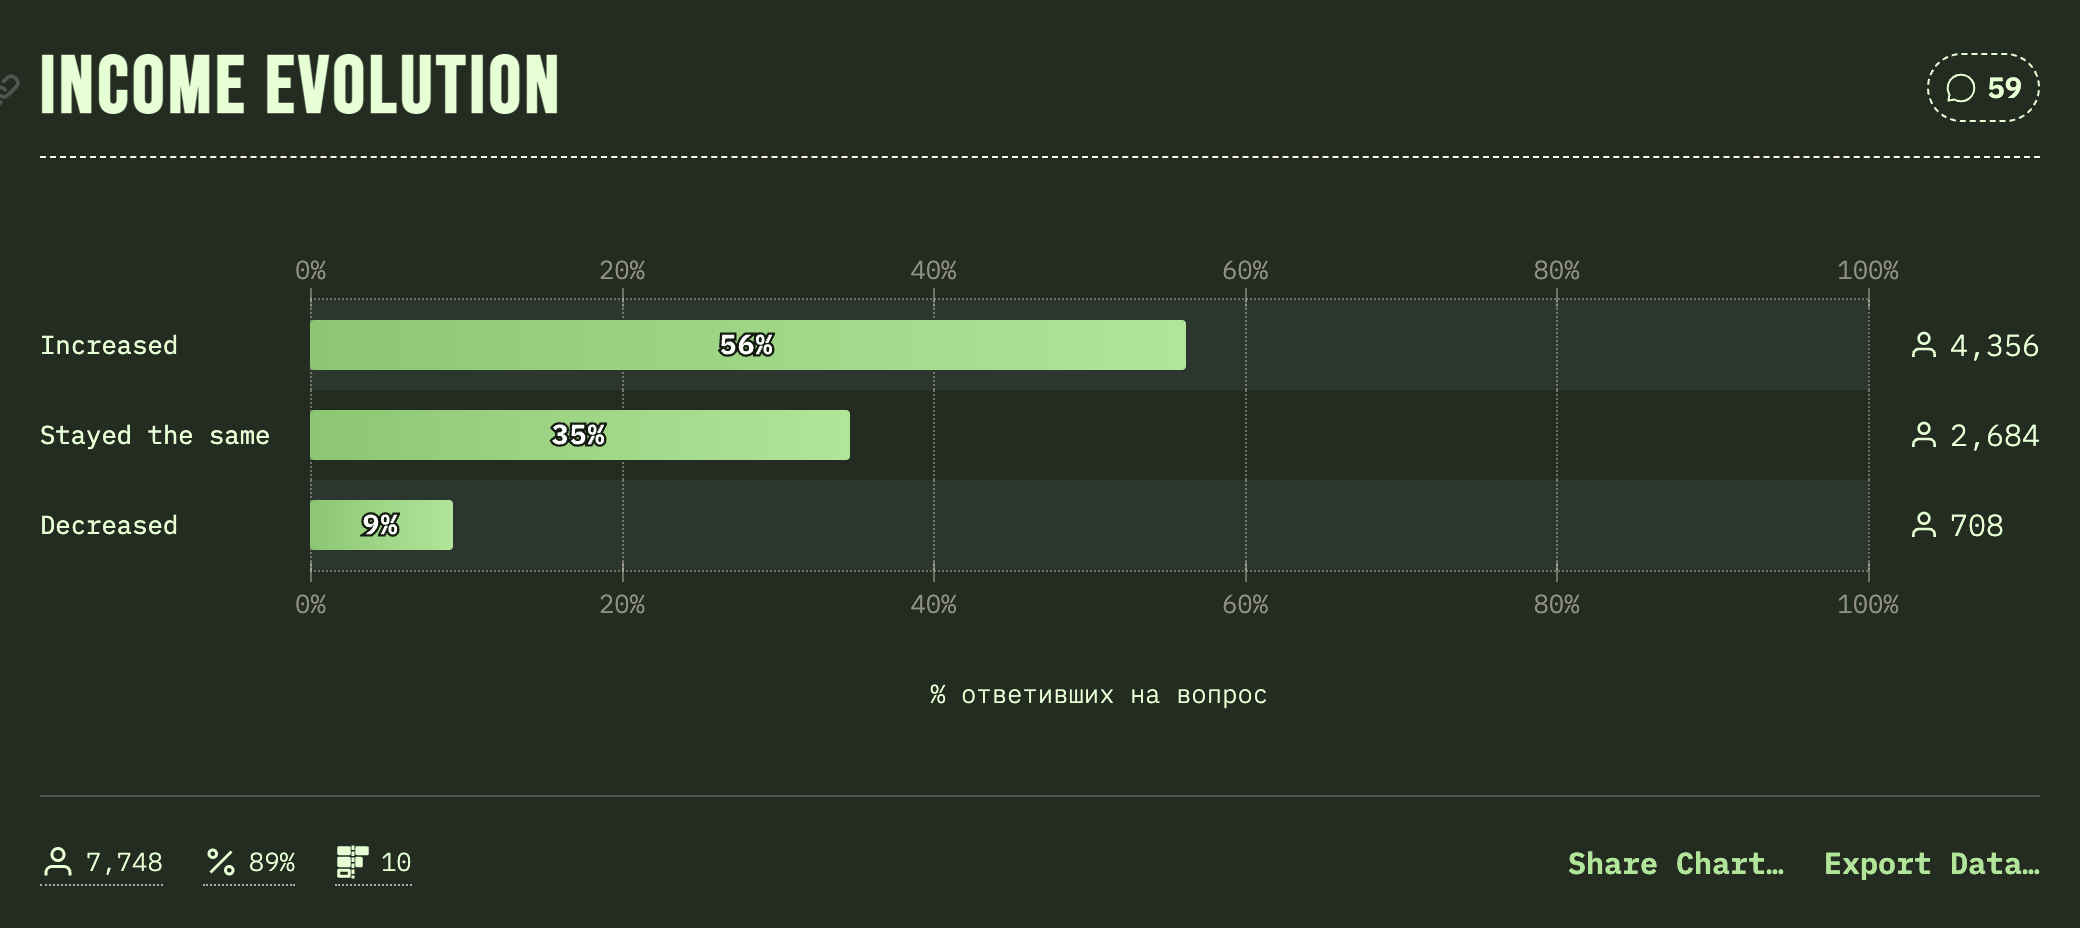 INCOME EVOLUTION
59
0% 20% 40% 60% 80% 100%
Increased 56% 4,356
Stayed the same 35% 2,684
Decreased 9% 708
0% 20% 40% 60% 80% 100%
% ответивших на вопрос
7,748 % 89% 10 Share Chart… Export Data…